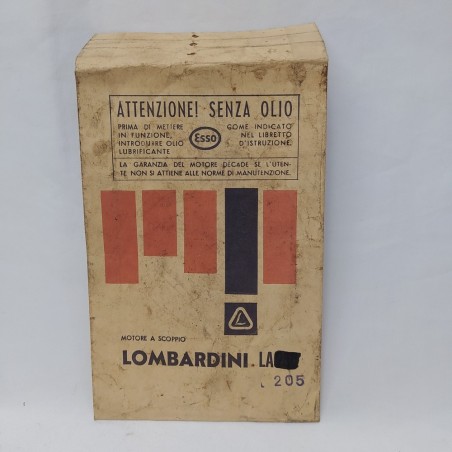 ATTENZIONE! SENZA OLIO
PRIMA DI METTERE
IN FUNZIONE,
INTRODURRE OLIO
LUBRIFICANTE
Esso
COME INDICATO
NEL LIBRETTO
D'ISTRUZIONE.
LA GARANZIA DEL MOTORE DECADE SE L'UTEN-
TE NON SI ATTIENE ALLE NORME DI MANUTENZIONE.
L
MOTORE A SCOPPIO
LOMBARDINI LA
205